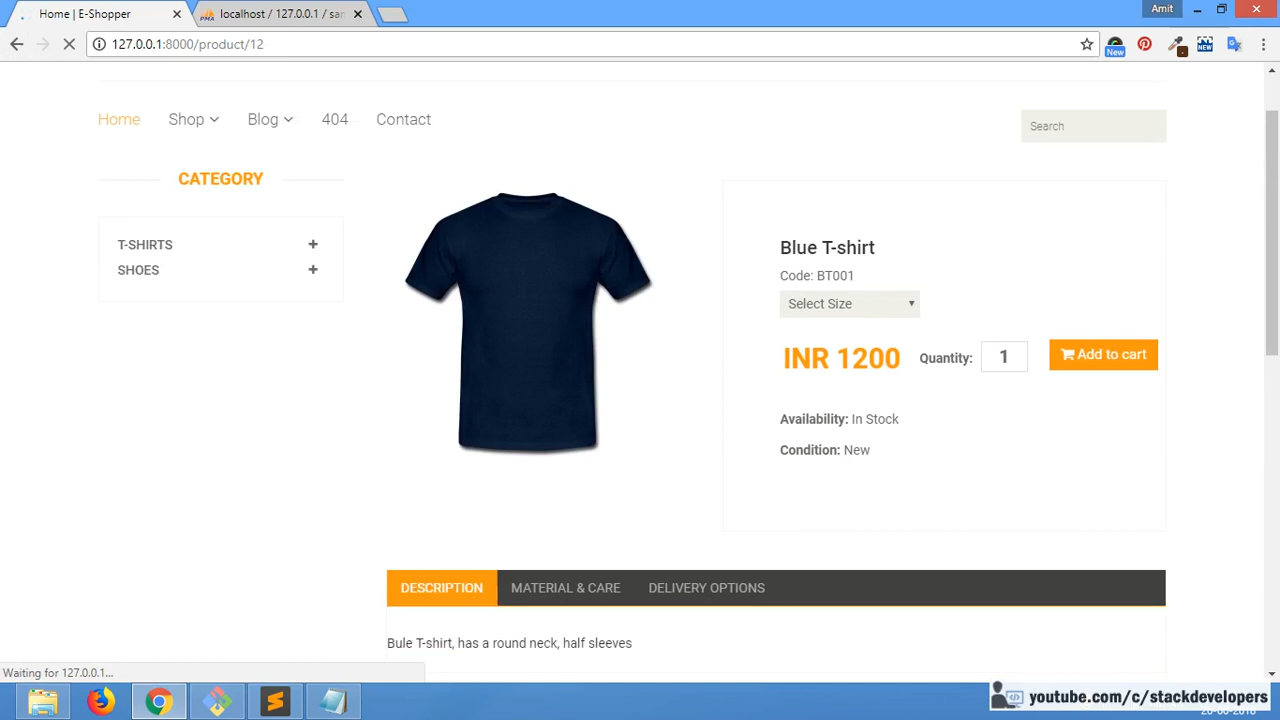 Home | E-Shopper
localhost / 127.0.0.1 / sar
Amit
127.0.0.1:8000/product/12
New
NEW
Home
Shop
Blog
404
Contact
Search
CATEGORY
T-SHIRTS
SHOES
Blue T-shirt
Code: BT001
Select Size
INR 1200
Quantity:
1
Add to cart
Availability: In Stock
Condition: New
DESCRIPTION
MATERIAL & CARE
DELIVERY OPTIONS
Bule T-shirt, has a round neck, half sleeves
Waiting for 127.0.0.1...
youtube.com/c/stackdevelopers